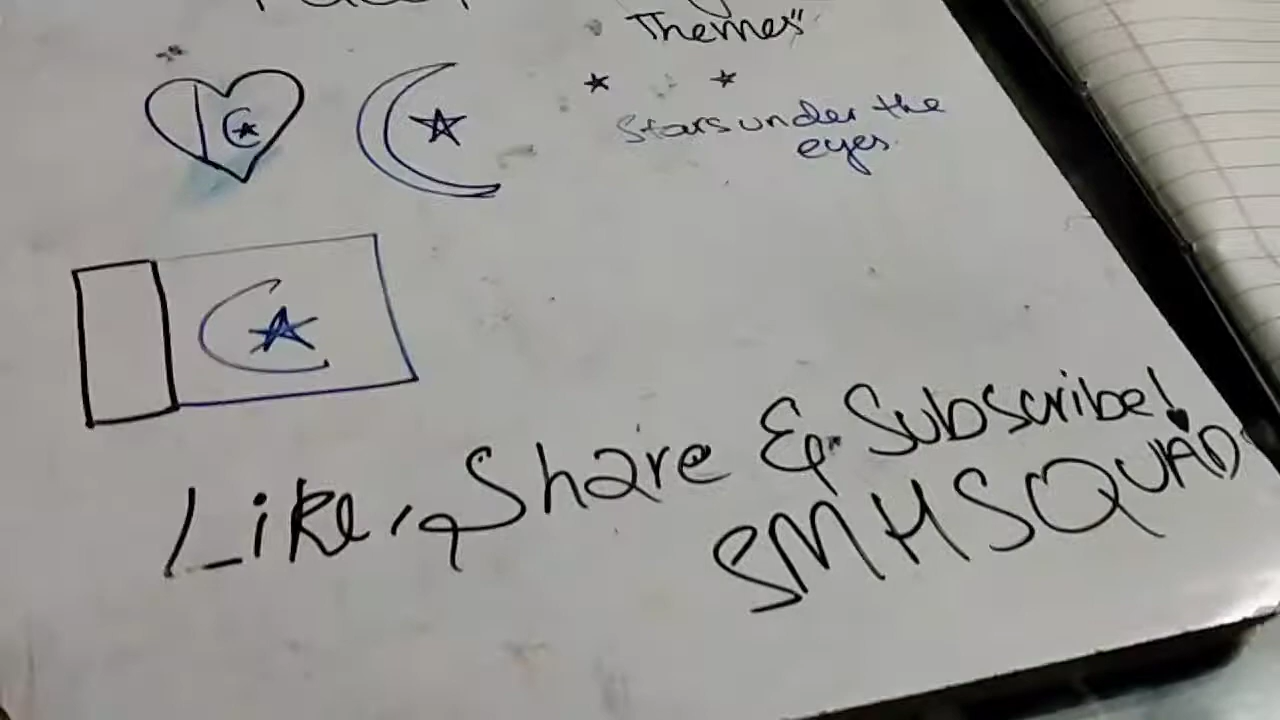 Themes"
Stars under the
eyes.
Like, Share & Subscribe!
SMHSQUAD